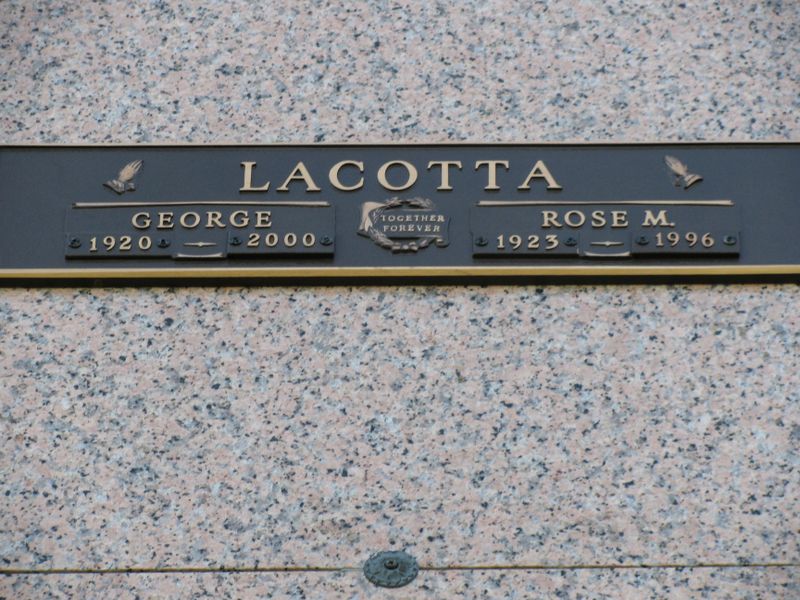 LACOTTA
GEORGE
1920 - 2000
TOGETHER
FOREVER
ROSE M.
1923 - 1996